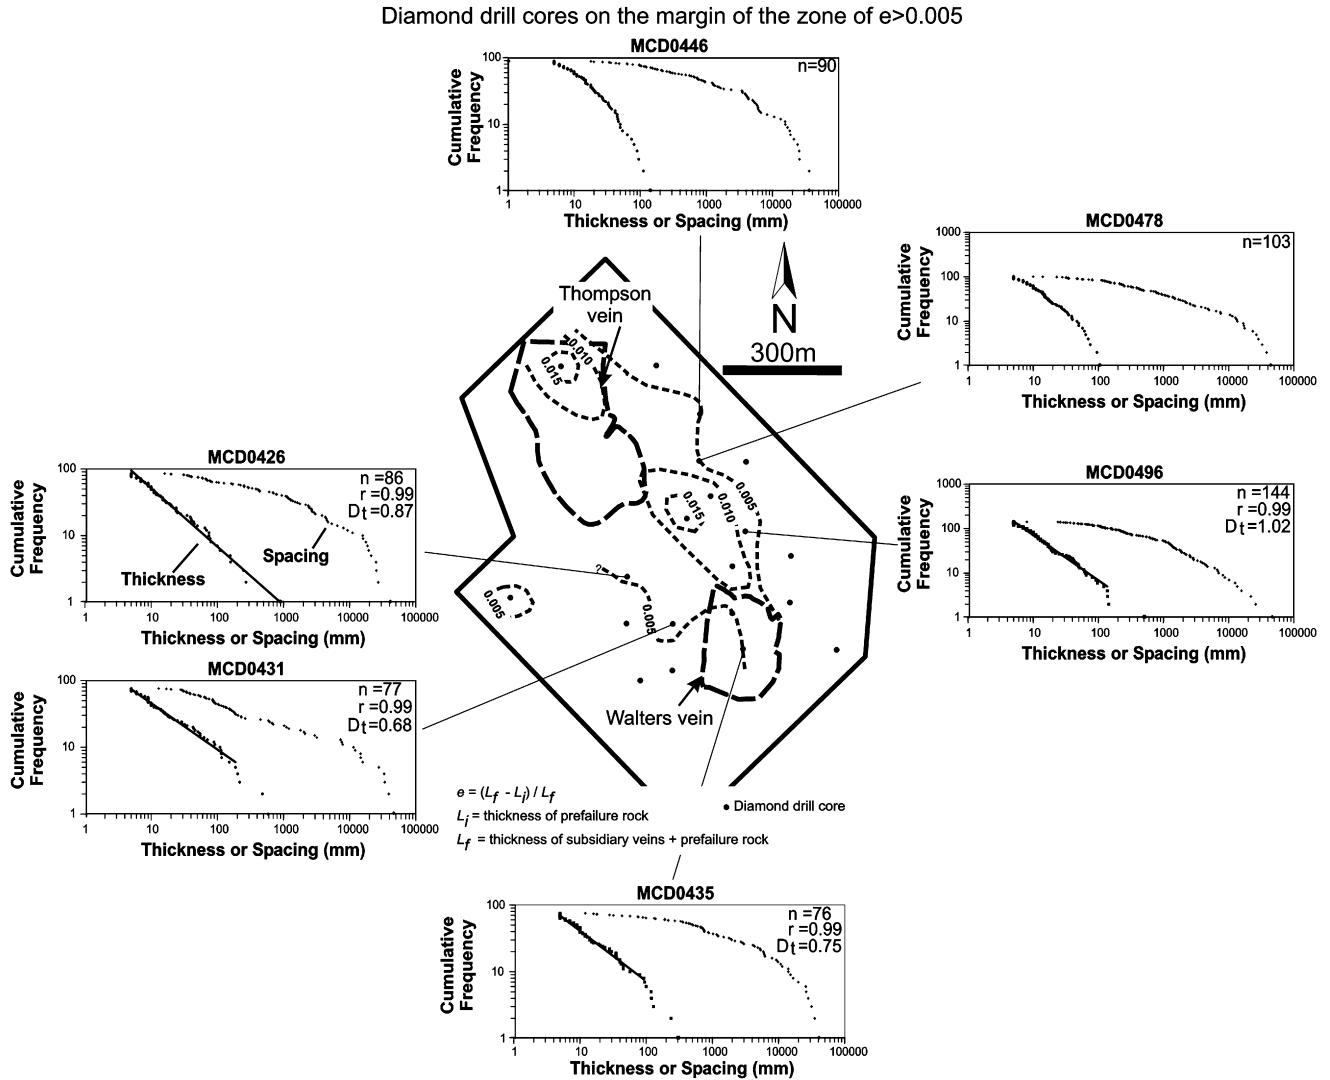 Diamond drill cores on the margin of the zone of e>0.005
MCD0446
n=90
Cumulative
Frequency
100
10
1
1 10 100 1000 10000 100000
Thickness or Spacing (mm)
MCD0478
n=103
Cumulative
Frequency
1000
100
10
1
1 10 100 1000 10000 100000
Thickness or Spacing (mm)
Thompson
vein
N
300m
0.010
0.015
0.015
0.010
0.005
?
0.005
0.005
Walters vein
MCD0426
n =86
r =0.99
Dt=0.87
Cumulative
Frequency
100
10
1
Thickness
Spacing
1 10 100 1000 10000 100000
Thickness or Spacing (mm)
MCD0496
n =144
r =0.99
Dt=1.02
Cumulative
Frequency
1000
100
10
1
1 10 100 1000 10000 100000
Thickness or Spacing (mm)
MCD0431
n =77
r =0.99
Dt=0.68
Cumulative
Frequency
100
10
1
1 10 100 1000 10000 100000
Thickness or Spacing (mm)
e = (Lf - Li) / Lf
Li = thickness of prefailure rock
Lf = thickness of subsidiary veins + prefailure rock
Diamond drill core
MCD0435
n =76
r =0.99
Dt=0.75
Cumulative
Frequency
100
10
1
1 10 100 1000 10000 100000
Thickness or Spacing (mm)